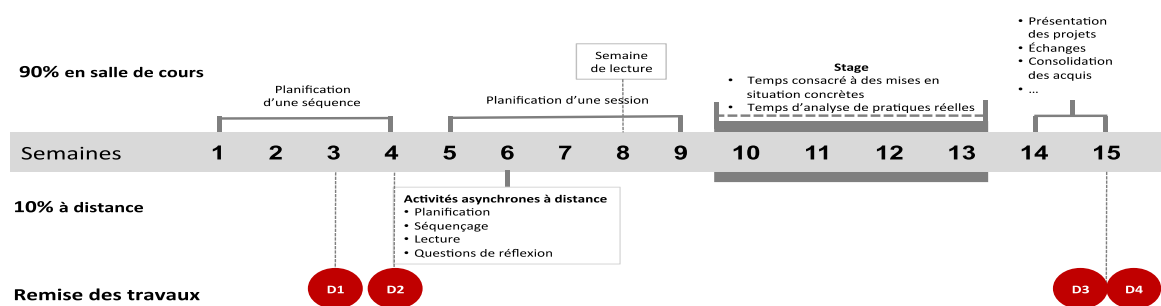 • Présentation
des projets
• Échanges
• Consolidation
des acquis
• ...
Semaine
de lecture
90% en salle de cours
Stage
• Temps consacré à des mises en
situation concrètes
• Temps d’analyse de pratiques réelles
Planification
d’une séquence
Planification d’une session
Semaines 1 2 3 4 5 6 7 8 9 10 11 12 13 14 15
10% à distance
Activités asynchrones à distance
• Planification
• Séquençage
• Lecture
• Questions de réflexion
Remise des travaux
D1 D2 D3 D4